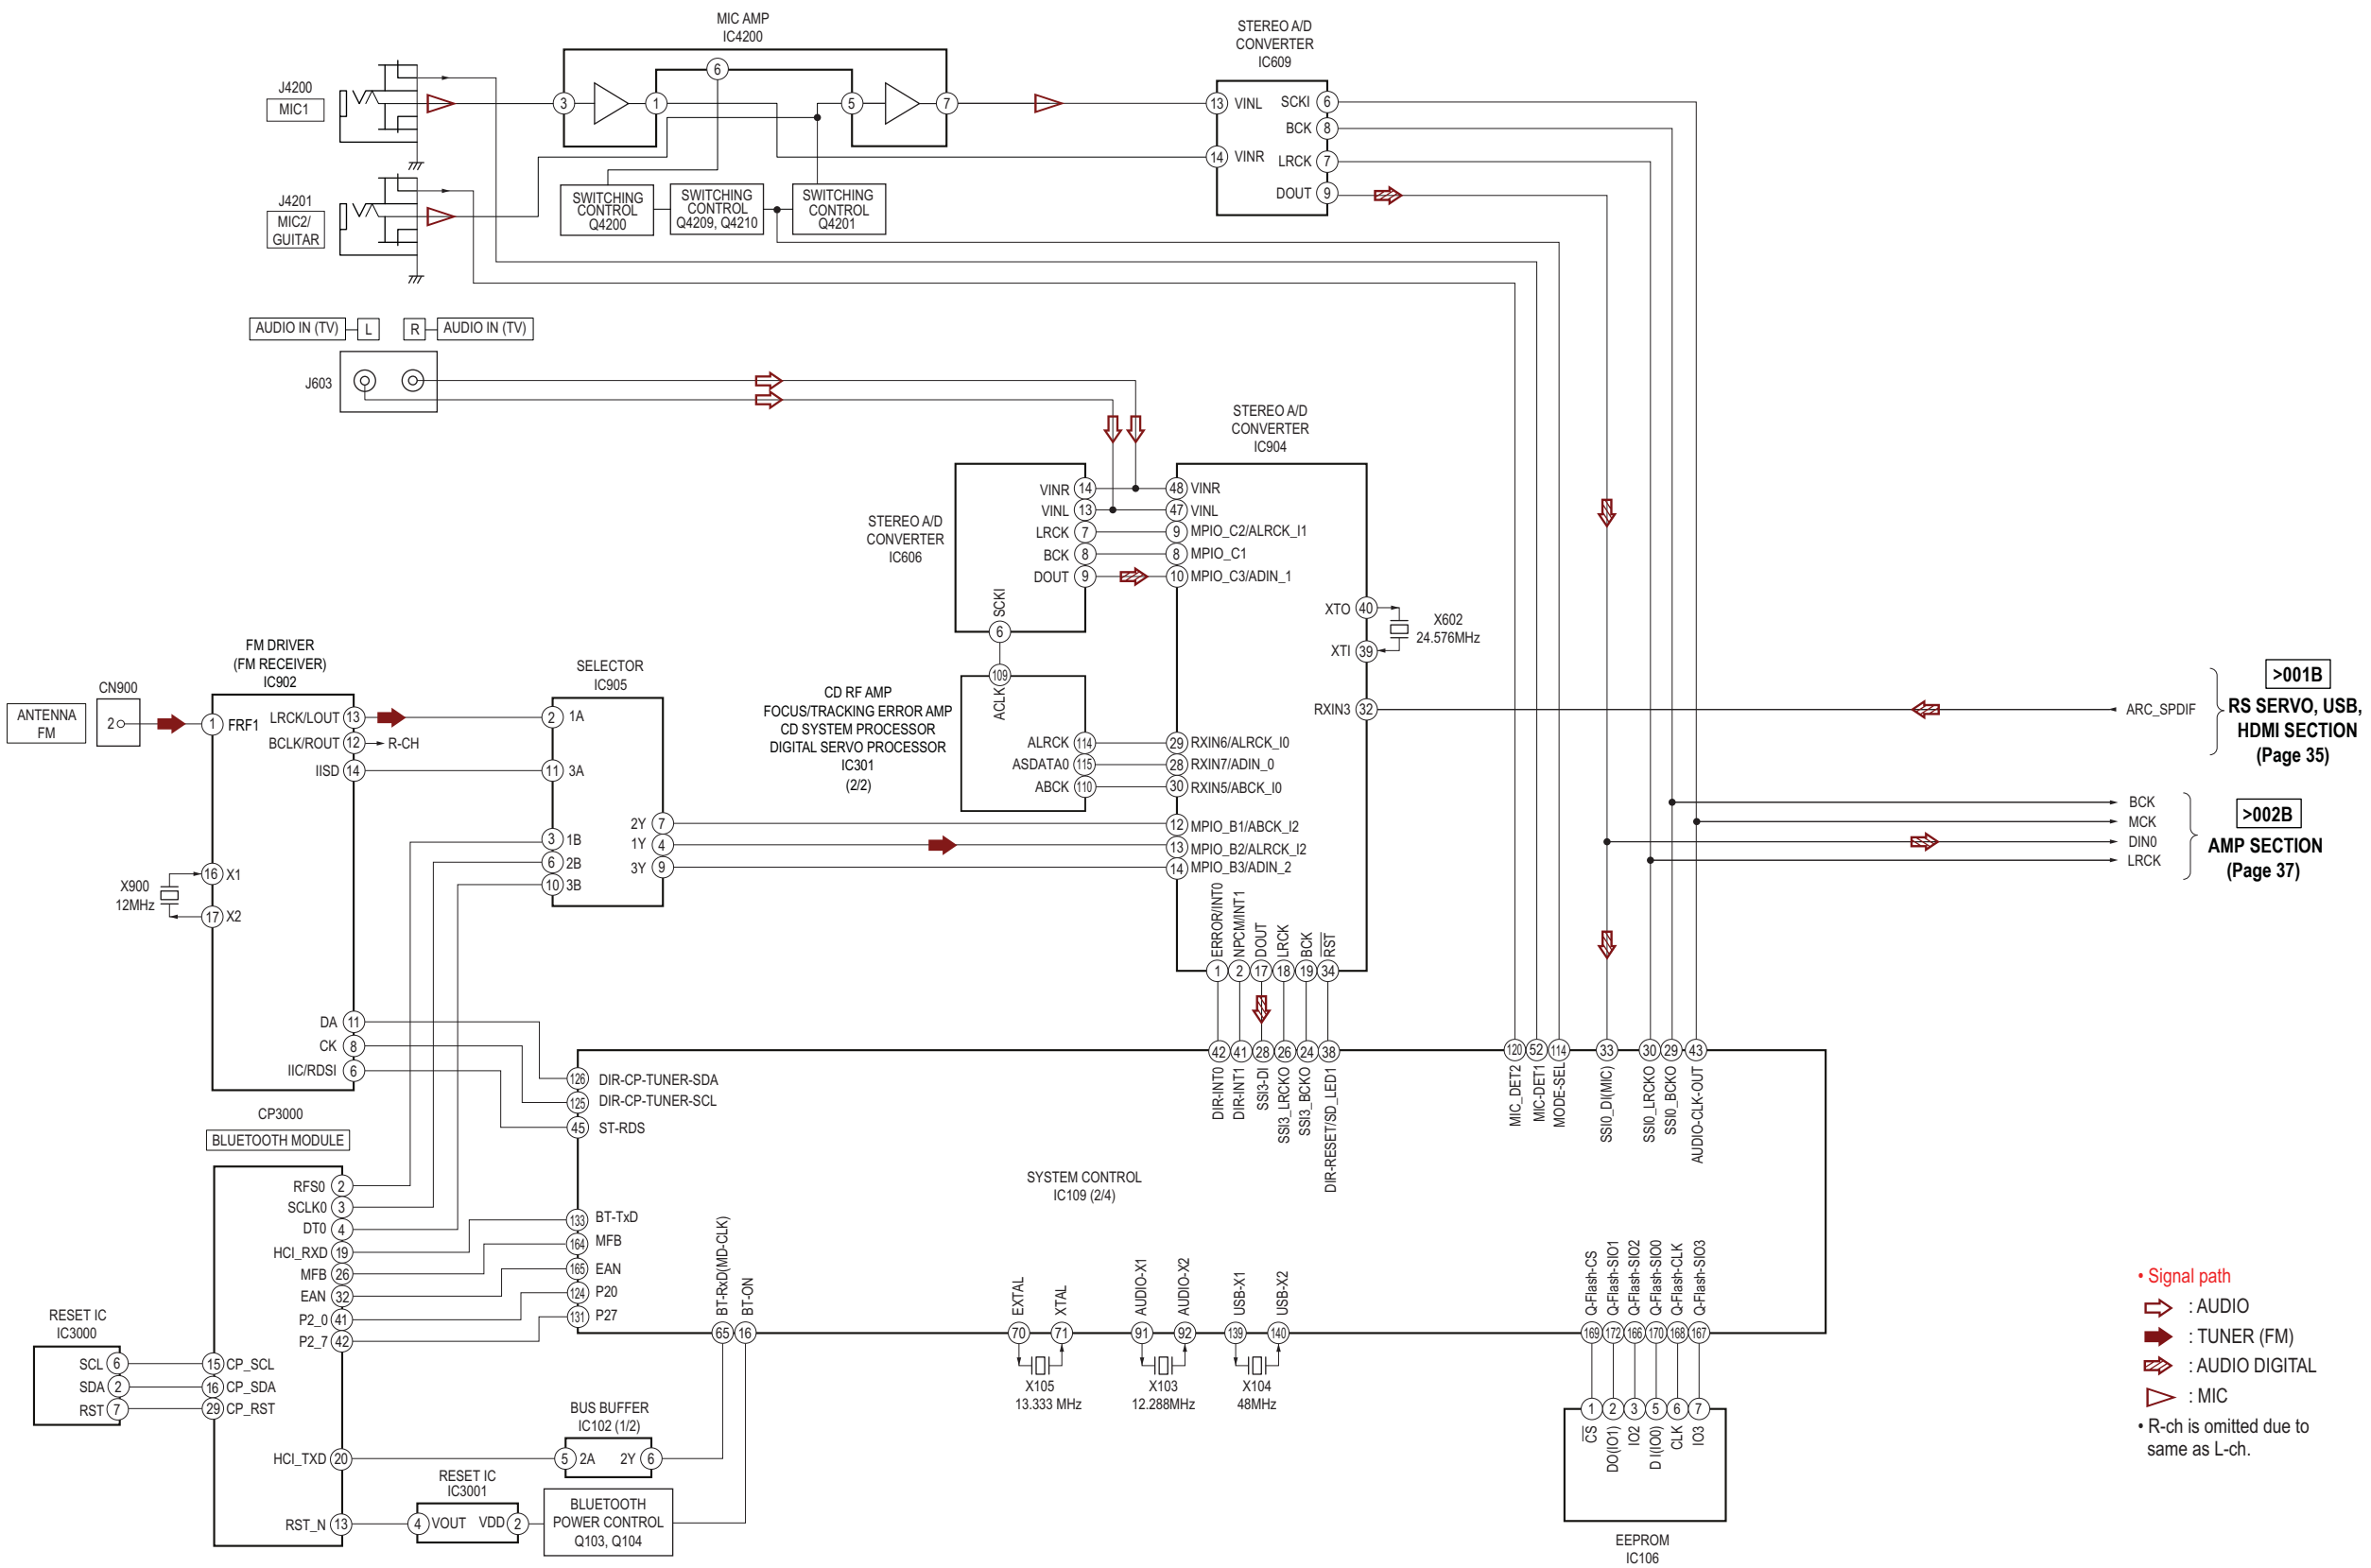 MIC AMP
IC4200
STEREO A/D
CONVERTER
IC609
J4200
MIC1
3
1
6
5
7
13 VINL
14 VINR
SCKI 6
BCK 8
LRCK 7
DOUT 9
J4201
MIC2/
GUITAR
SWITCHING
CONTROL
Q4200
SWITCHING
CONTROL
Q4209, Q4210
SWITCHING
CONTROL
Q4201
AUDIO IN (TV) L
R AUDIO IN (TV)
J603
STEREO A/D
CONVERTER
IC904
STEREO A/D
CONVERTER
IC606
VINR 14
VINL 13
LRCK 7
BCK 8
DOUT 9
SCKI
6
48 VINR
47 VINL
9 MPIO_C2/ALRCK_I1
8 MPIO_C1
10 MPIO_C3/ADIN_1
XTO 40
XTI 39
X602
24.576MHz
RXIN3 32
ARC_SPDIF
>001B
RS SERVO, USB,
HDMI SECTION
(Page 35)
CD RF AMP
FOCUS/TRACKING ERROR AMP
CD SYSTEM PROCESSOR
DIGITAL SERVO PROCESSOR
IC301
(2/2)
109
ACLK
ALRCK 114
ASDATA0 115
ABCK 110
29 RXIN6/ALRCK_I0
28 RXIN7/ADIN_0
30 RXIN5/ABCK_I0
12 MPIO_B1/ABCK_I2
13 MPIO_B2/ALRCK_I2
14 MPIO_B3/ADIN_2
BCK
MCK
DIN0
LRCK
>002B
AMP SECTION
(Page 37)
FM DRIVER
(FM RECEIVER)
IC902
CN900
ANTENNA
FM
2
1 FRF1
LRCK/LOUT 13
BCLK/ROUT 12 R-CH
IISD 14
X900
12MHz
16 X1
17 X2
DA 11
CK 8
IIC/RDSI 6
SELECTOR
IC905
2 1A
11 3A
3 1B
6 2B
10 3B
2Y 7
1Y 4
3Y 9
ERROR/INT0
NPCM/INT1
DOUT
LRCK
BCK
RST
1 2 17 18 19 34
42 41 28 26 24 38
DIR-INT0
DIR-INT1
SSI3-DI
SSI3_LRCKO
SSI3_BCKO
DIR-RESET/SD_LED1
120 52 114 33 30 29 43
MIC_DET2
MIC-DET1
MODE-SEL
SSI0_DI(MIC)
SSI0_LRCKO
SSI0_BCKO
AUDIO-CLK-OUT
126 DIR-CP-TUNER-SDA
125 DIR-CP-TUNER-SCL
45 ST-RDS
SYSTEM CONTROL
IC109 (2/4)
133 BT-TxD
164 MFB
165 EAN
124 P20
131 P27
BT-RxD(MD-CLK)
BT-ON
65 16
EXTAL
XTAL
70 71
X105
13.333 MHz
AUDIO-X1
AUDIO-X2
91 92
X103
12.288MHz
USB-X1
USB-X2
139 140
X104
48MHz
Q-Flash-CS
Q-Flash-SIO1
Q-Flash-SIO2
Q-Flash-SIO0
Q-Flash-CLK
Q-Flash-SIO3
169 172 166 170 168 167
1 2 3 5 6 7
CS
DO(IO1)
IO2
D I(IO0)
CLK
IO3
EEPROM
IC106
CP3000
BLUETOOTH MODULE
RFS0 2
SCLK0 3
DT0 4
HCI_RXD 19
MFB 26
EAN 32
P2_0 41
P2_7 42
15 CP_SCL
16 CP_SDA
29 CP_RST
HCI_TXD 20
RST_N 13
RESET IC
IC3000
SCL 6
SDA 2
RST 7
BUS BUFFER
IC102 (1/2)
5 2A 2Y 6
RESET IC
IC3001
4 VOUT VDD 2
BLUETOOTH
POWER CONTROL
Q103, Q104
• Signal path
: AUDIO
: TUNER (FM)
: AUDIO DIGITAL
: MIC
• R-ch is omitted due to
same as L-ch.